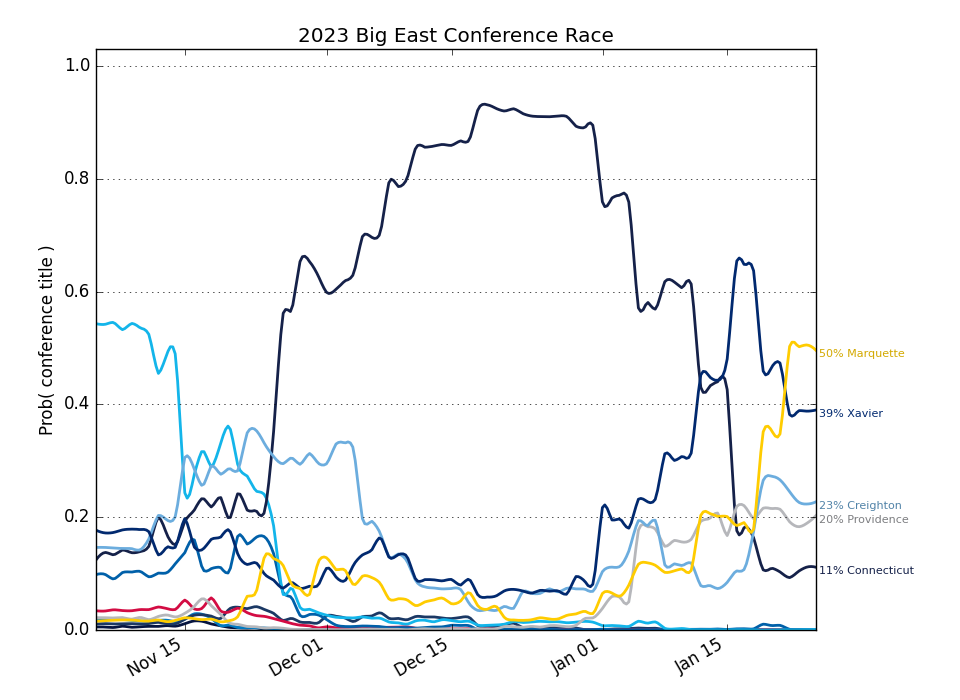 2023 Big East Conference Race
Prob( conference title )
1.0
0.8
0.6
0.4
0.2
0.0
50% Marquette
39% Xavier
23% Creighton
20% Providence
11% Connecticut
Nov 15
Dec 01
Dec 15
Jan 01
Jan 15